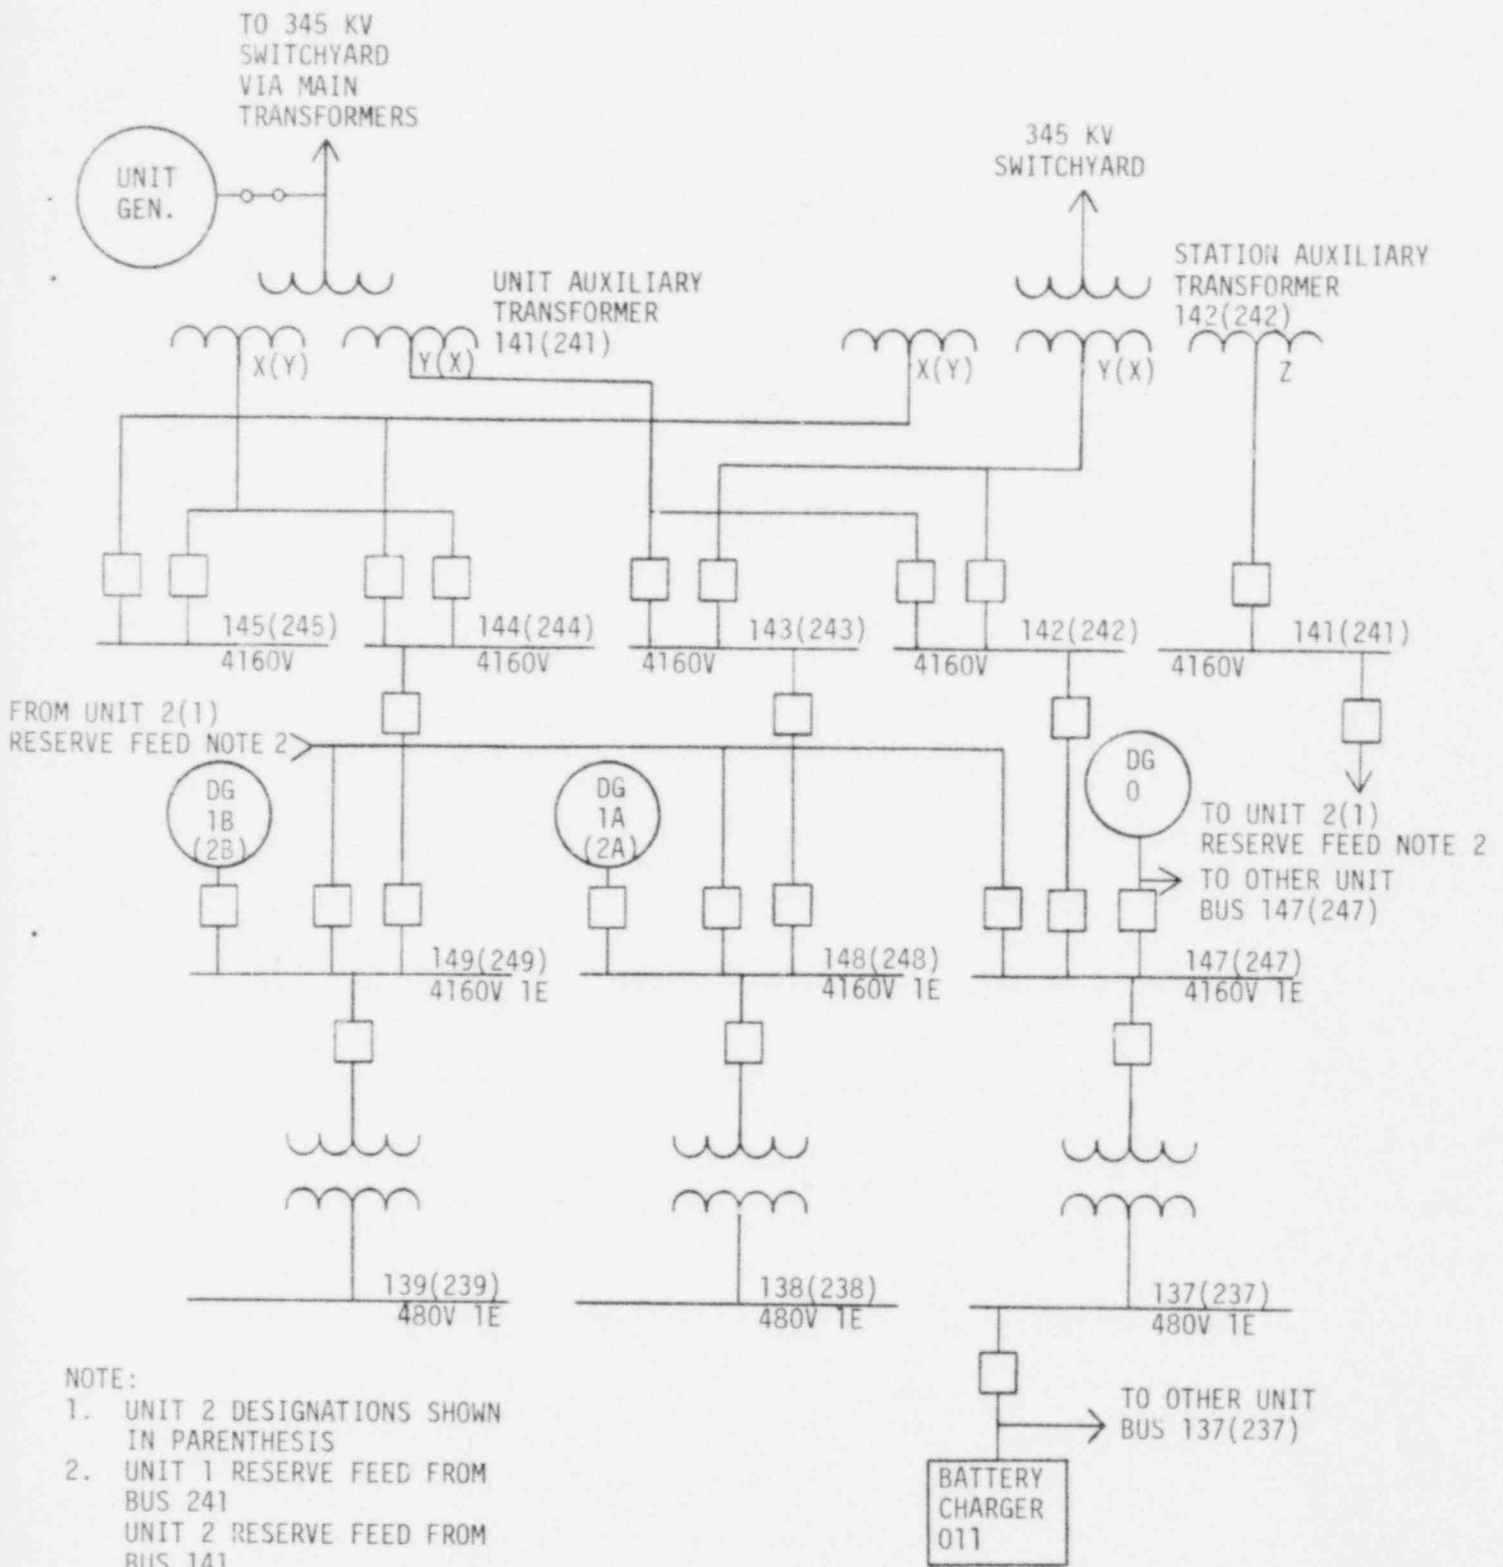 TO 345 KV
SWITCHYARD
VIA MAIN
TRANSFORMERS
UNIT
GEN.
345 KV
SWITCHYARD
UNIT AUXILIARY
TRANSFORMER
141(241)
STATION AUXILIARY
TRANSFORMER
142(242)
X(Y)
Y(X)
X(Y)
Y(X)
Z
145(245)
4160V
144(244)
4160V
143(243)
4160V
142(242)
4160V
141(241)
4160V
FROM UNIT 2(1)
RESERVE FEED NOTE 2
DG
1B
(2B)
DG
1A
(2A)
DG
0
TO UNIT 2(1)
RESERVE FEED NOTE 2
TO OTHER UNIT
BUS 147(247)
149(249)
4160V 1E
148(248)
4160V 1E
147(247)
4160V 1E
139(239)
480V 1E
138(238)
480V 1E
137(237)
480V 1E
NOTE:
1. UNIT 2 DESIGNATIONS SHOWN
IN PARENTHESIS
2. UNIT 1 RESERVE FEED FROM
BUS 241
UNIT 2 RESERVE FEED FROM
BUS 141
TO OTHER UNIT
BUS 137(237)
BATTERY
CHARGER
011